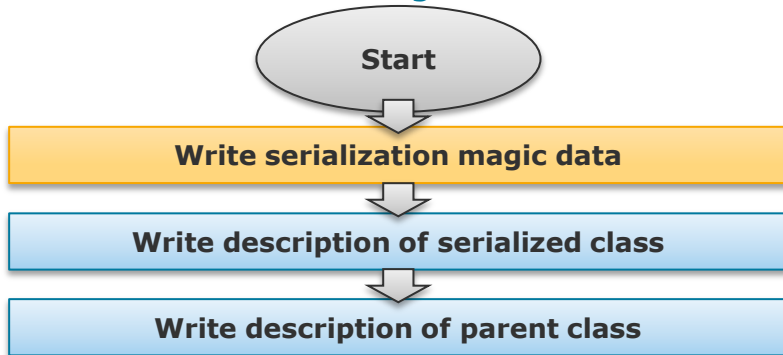 Start
Write serialization magic data
Write description of serialized class
Write description of parent class